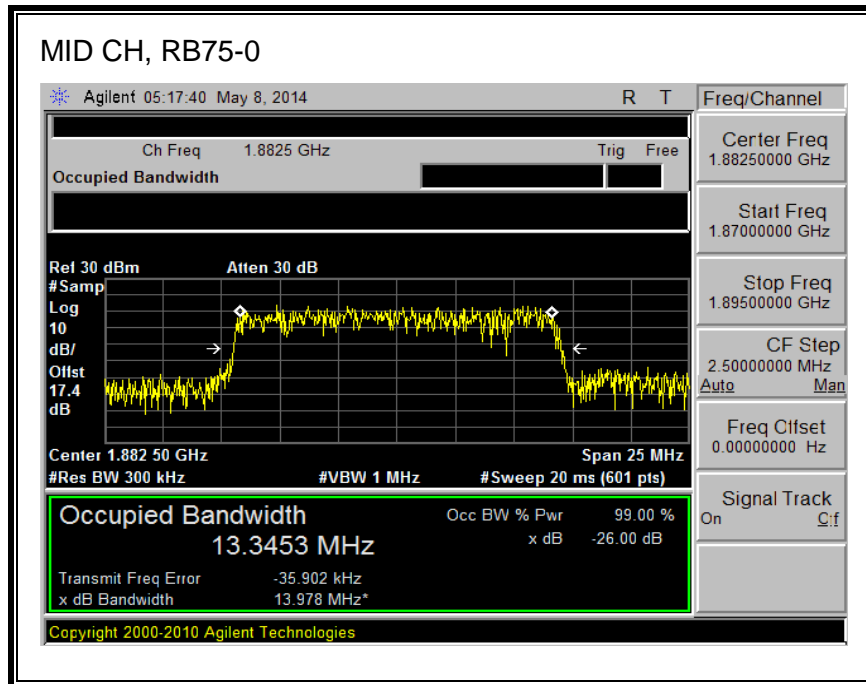 MID CH, RB75-0
Agilent 05:17:40 May 8, 2014 R T Freq/Channel
Ch Freq 1.8825 GHz Trig Free
Occupied Bandwidth
Center Freq
1.88250000 GHz
Start Freq
1.87000000 GHz
Stop Freq
1.89500000 GHz
CF Step
2.50000000 MHz
Auto Man
Freq Offset
0.00000000 Hz
Signal Track
On Off
Ref 30 dBm Atten 30 dB
#Samp
Log
10
dB/
Offst
17.4
dB
Center 1.882 50 GHz Span 25 MHz
#Res BW 300 kHz #VBW 1 MHz #Sweep 20 ms (601 pts)
Occupied Bandwidth Occ BW % Pwr 99.00 %
13.3453 MHz x dB -26.00 dB
Transmit Freq Error -35.902 kHz
x dB Bandwidth 13.978 MHz*
Copyright 2000-2010 Agilent Technologies